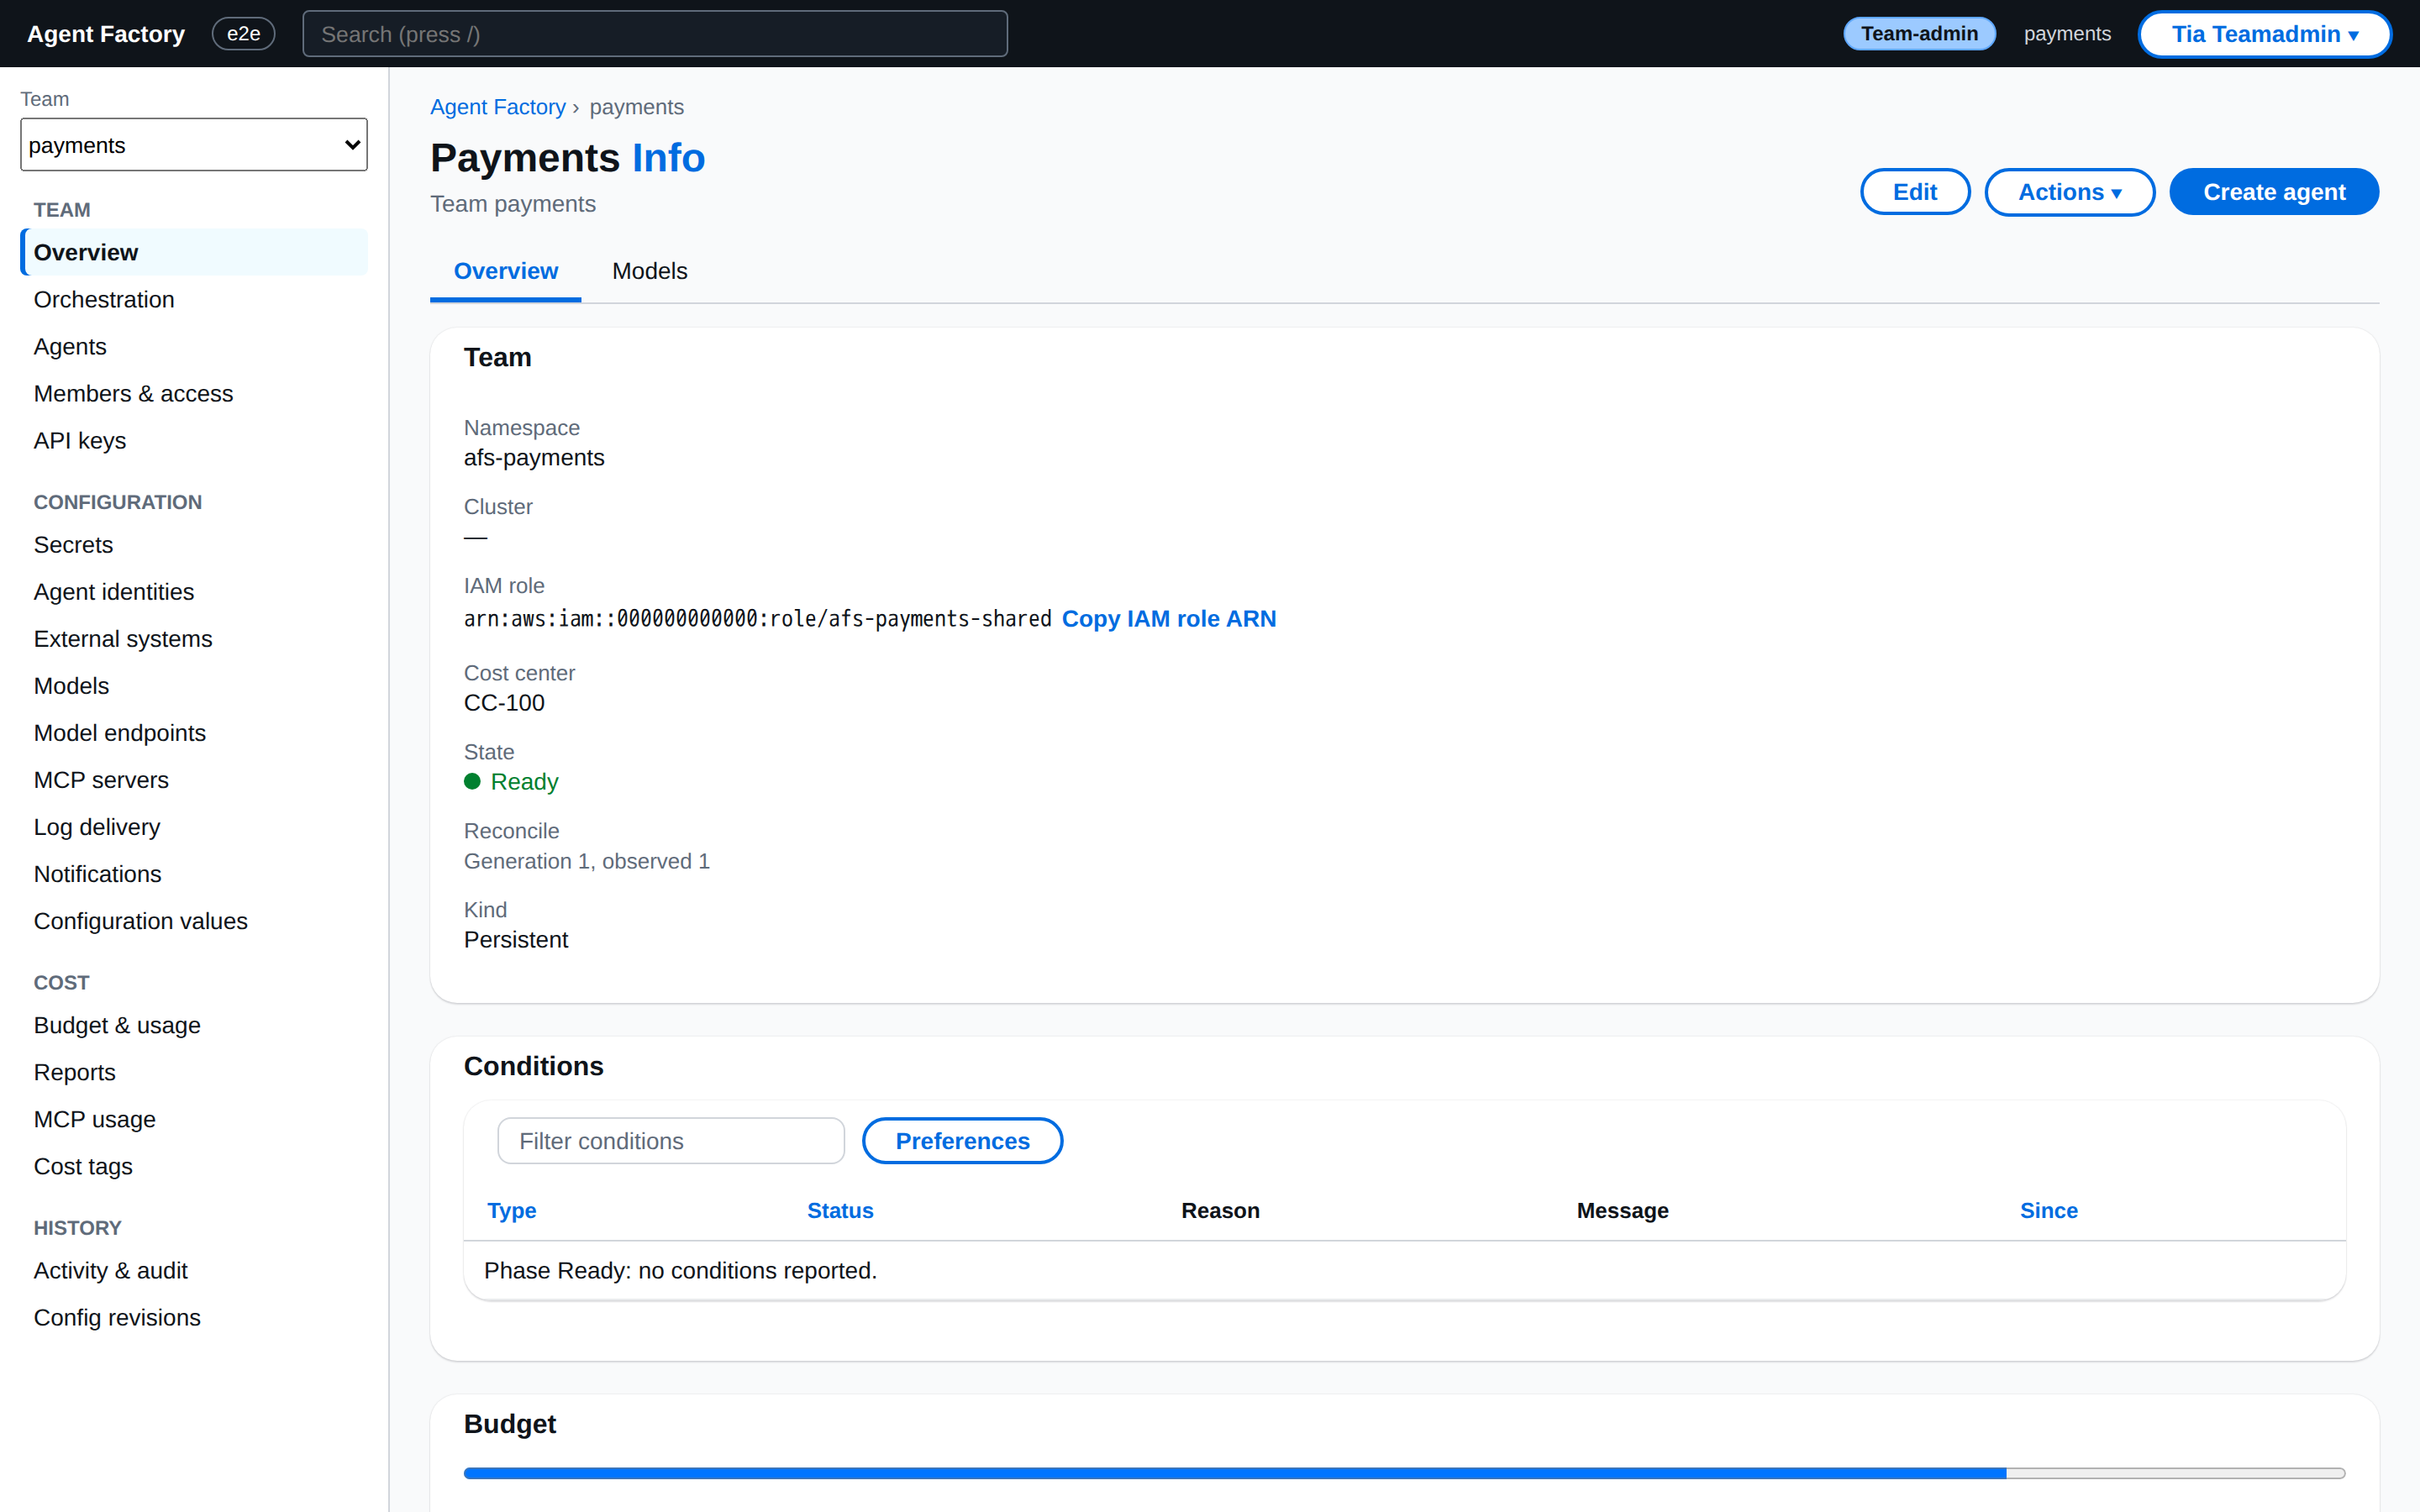 Agent Factory
e2e
Search (press /)
Team-admin
payments
Tia Teamadmin ▾
Team
payments
TEAM
Overview
Orchestration
Agents
Members & access
API keys
CONFIGURATION
Secrets
Agent identities
External systems
Models
Model endpoints
MCP servers
Log delivery
Notifications
Configuration values
COST
Budget & usage
Reports
MCP usage
Cost tags
HISTORY
Activity & audit
Config revisions
Agent Factory › payments
Payments Info
Team payments
Edit
Actions ▾
Create agent
Overview
Models
Team
Namespace
afs-payments
Cluster
—
IAM role
arn:aws:iam::000000000000:role/afs-payments-shared Copy IAM role ARN
Cost center
CC-100
State
Ready
Reconcile
Generation 1, observed 1
Kind
Persistent
Conditions
Filter conditions
Preferences
Type Status Reason Message Since
Phase Ready: no conditions reported.
Budget